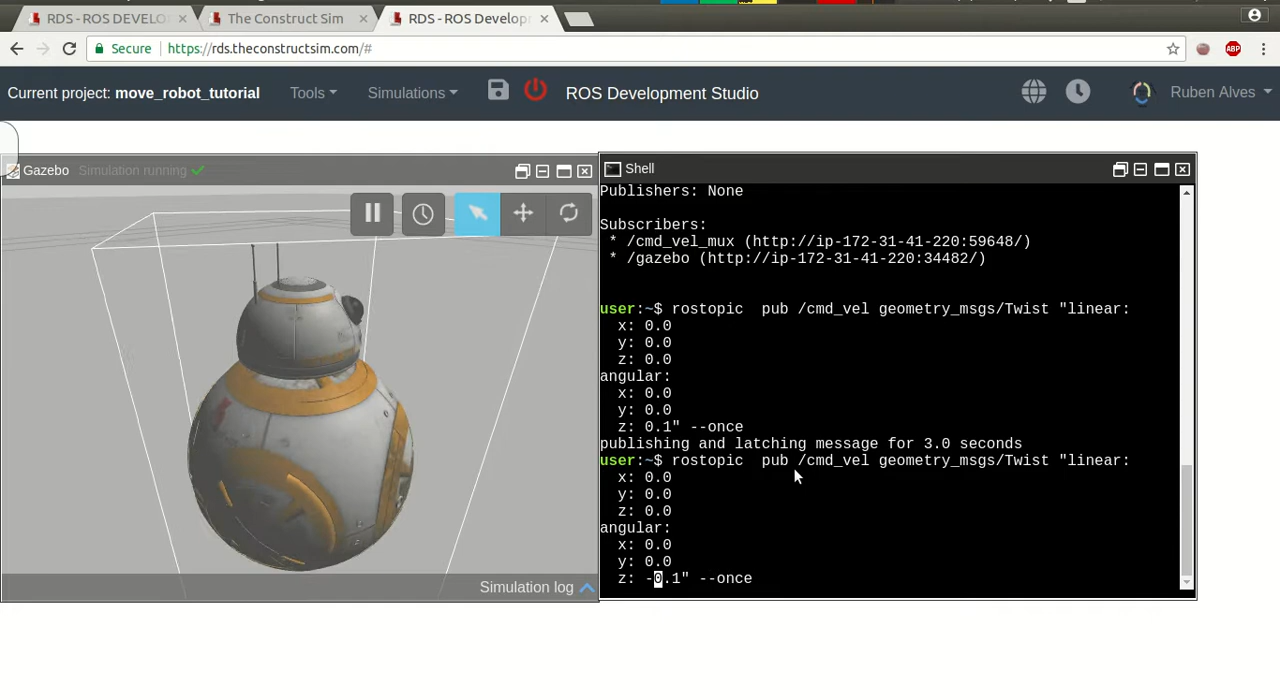 RDS - ROS DEVELO
The Construct Sim
RDS - ROS Developm
Secure
https://rds.theconstructsim.com/#
ABP
Current project: move_robot_tutorial
Tools
Simulations
ROS Development Studio
Ruben Alves
Gazebo
Simulation running
Shell
Publishers: None
Subscribers:
* /cmd_vel_mux (http://ip-172-31-41-220:59648/)
* /gazebo (http://ip-172-31-41-220:34482/)
user:~$ rostopic  pub /cmd_vel geometry_msgs/Twist "linear:
x: 0.0
y: 0.0
z: 0.0
angular:
x: 0.0
y: 0.0
z: 0.1" --once
publishing and latching message for 3.0 seconds
user:~$ rostopic  pub /cmd_vel geometry_msgs/Twist "linear:
x: 0.0
y: 0.0
z: 0.0
angular:
x: 0.0
y: 0.0
z: -0.1" --once
Simulation log